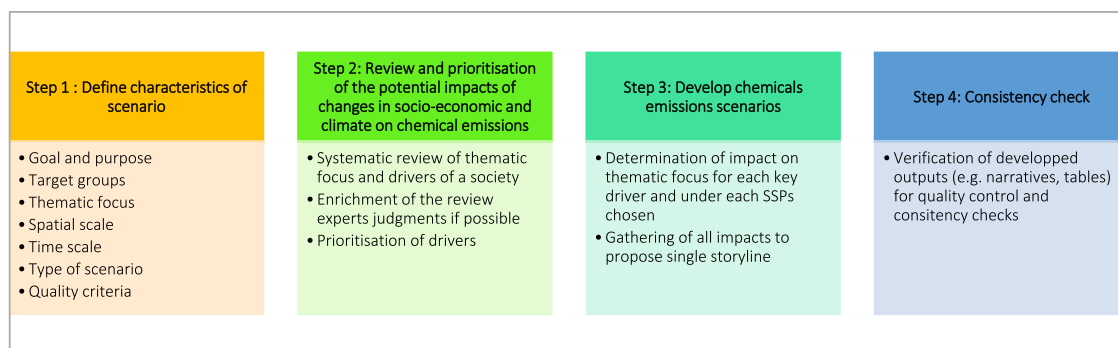 Step 1 : Define characteristics of
scenario
• Goal and purpose
• Target groups
• Thematic focus
• Spatial scale
• Time scale
• Type of scenario
• Quality criteria
Step 2: Review and prioritisation
of the potential impacts of
changes in socio-economic and
climate on chemical emissions
• Systematic review of thematic
focus and drivers of a society
• Enrichment of the review
experts judgments if possible
• Prioritisation of drivers
Step 3: Develop chemicals
emissions scenarios
• Determination of impact on
thematic focus for each key
driver and under each SSPs
chosen
• Gathering of all impacts to
propose single storyline
Step 4: Consistency check
• Verification of developped
outputs (e.g. narratives, tables)
for quality control and
consitency checks